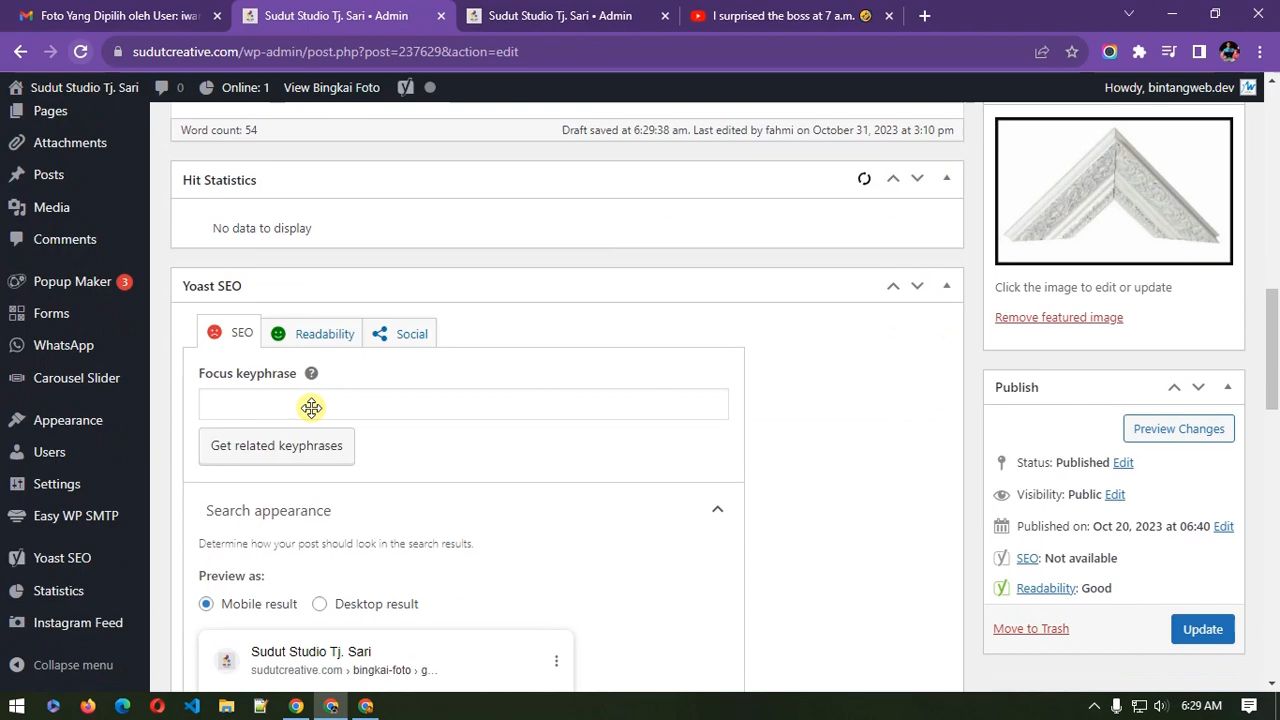 Foto Yang Dipilih oleh User: iwa
Sudut Studio Tj. Sari • Admin
Sudut Studio Tj. Sari • Admin
I surprised the boss at 7 a.m.
sudutcreative.com/wp-admin/post.php?post=237629&action=edit
Sudut Studio Tj. Sari
0
Online: 1
View Bingkai Foto
Howdy, bintangweb.dev
Pages
Attachments
Posts
Media
Comments
Popup Maker 3
Forms
WhatsApp
Carousel Slider
Appearance
Users
Settings
Easy WP SMTP
Yoast SEO
Statistics
Instagram Feed
Collapse menu
Word count: 54
Draft saved at 6:29:38 am. Last edited by fahmi on October 31, 2023 at 3:10 pm
Hit Statistics
No data to display
Yoast SEO
SEO
Readability
Social
Focus keyphrase
Get related keyphrases
Search appearance
Determine how your post should look in the search results.
Preview as:
Mobile result
Desktop result
Sudut Studio Tj. Sari
sudutcreative.com › bingkai-foto › g...
Click the image to edit or update
Remove featured image
Publish
Preview Changes
Status: Published Edit
Visibility: Public Edit
Published on: Oct 20, 2023 at 06:40 Edit
SEO: Not available
Readability: Good
Move to Trash
Update
6:29 AM